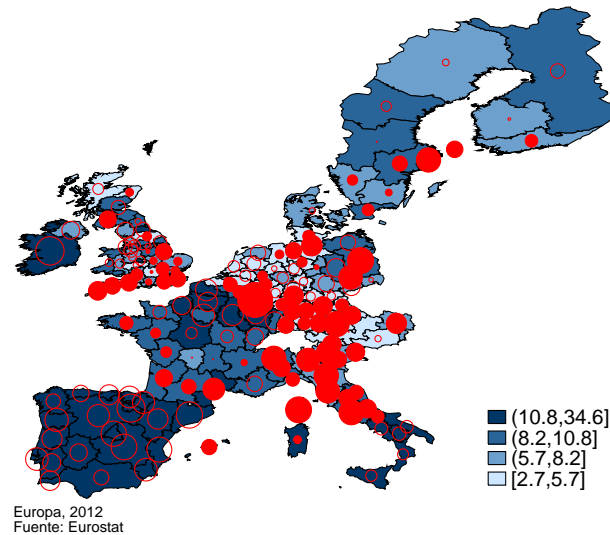 (10.8,34.6]
(8.2,10.8]
(5.7,8.2]
[2.7,5.7]
Europa, 2012
Fuente: Eurostat